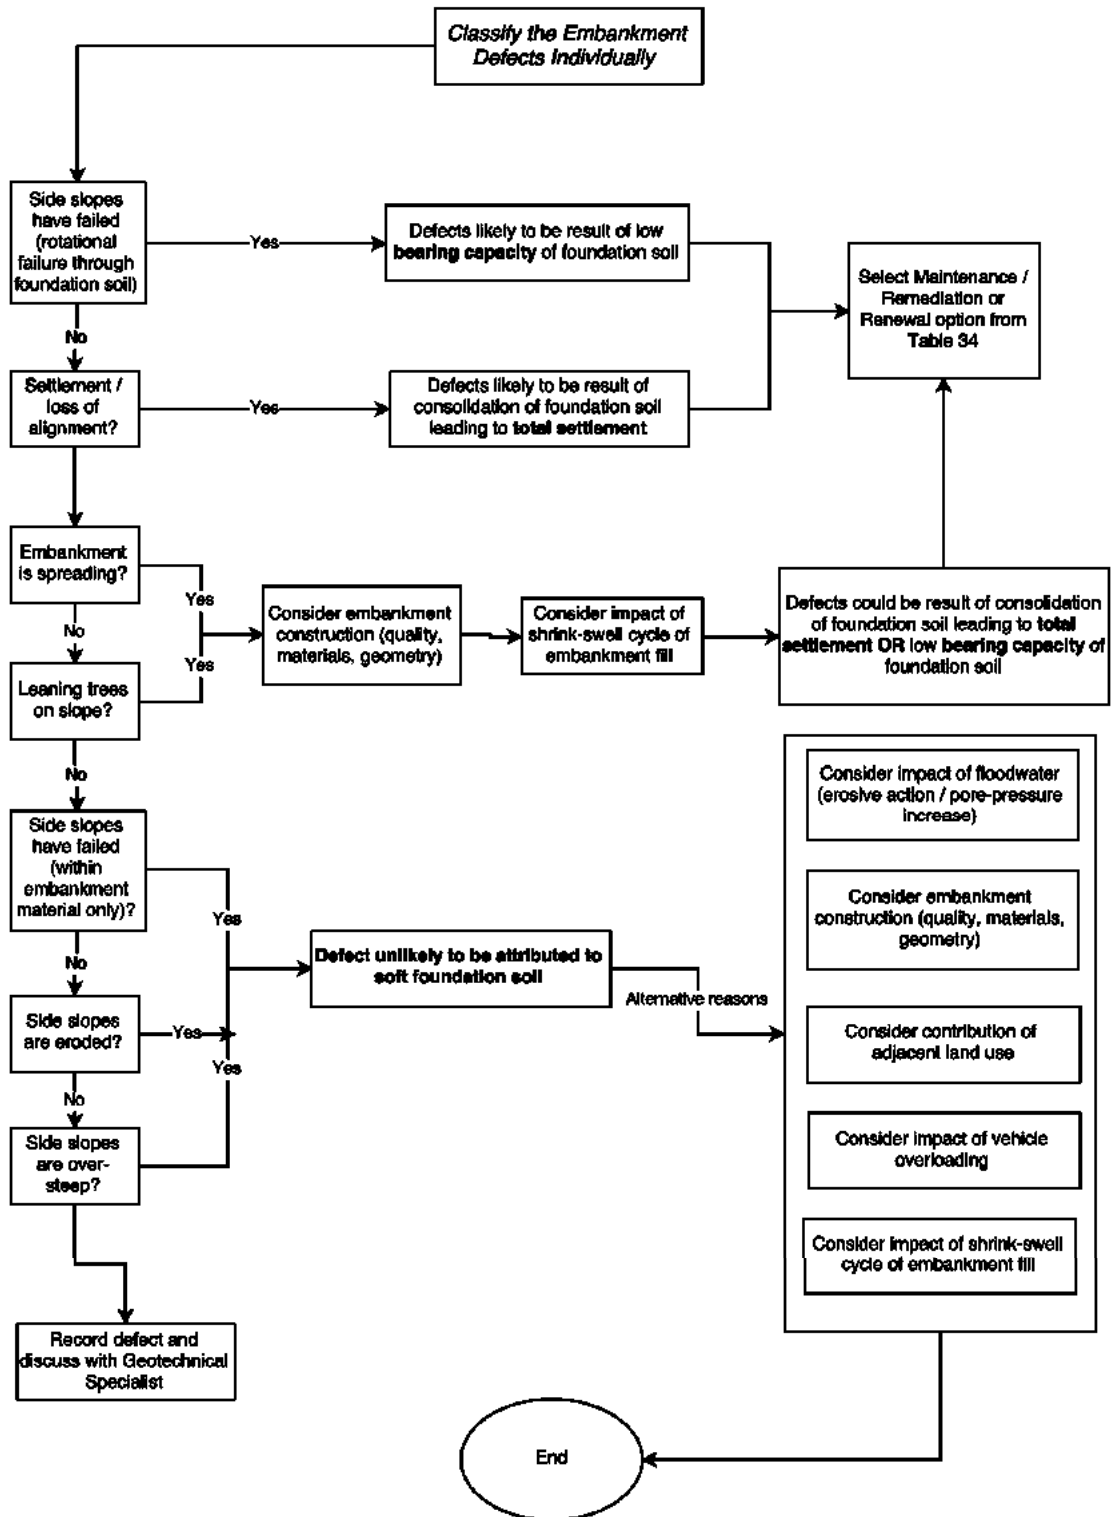 Classify the Embankment
Defects Individually
Side slopes
have failed
(rotational
failure through
foundation soil)
Yes
Defects likely to be result of low
bearing capacity of foundation soil
Select Maintenance /
Remediation or
Renewal option from
Table 34
No
Settlement /
loss of
alignment?
Yes
Defects likely to be result of
consolidation of foundation soil
leading to total settlement
Embankment
is spreading?
Yes
No
Yes
Leaning trees
on slope?
Consider embankment
construction (quality,
materials, geometry)
Consider impact of
shrink-swell cycle of
embankment fill
Defects could be result of consolidation
of foundation soil leading to total
settlement OR low bearing capacity of
foundation soil
No
Side slopes
have failed
(within
embankment
material only)?
Yes
No
Side slopes
are eroded?
Yes
Yes
No
Side slopes
are over-
steep?
Defect unlikely to be attributed to
soft foundation soil
Alternative reasons
Consider impact of floodwater
(erosive action / pore-pressure
increase)
Consider embankment
construction (quality, materials,
geometry)
Consider contribution of
adjacent land use
Consider impact of vehicle
overloading
Consider impact of shrink-swell
cycle of embankment fill
Record defect and
discuss with Geotechnical
Specialist
End